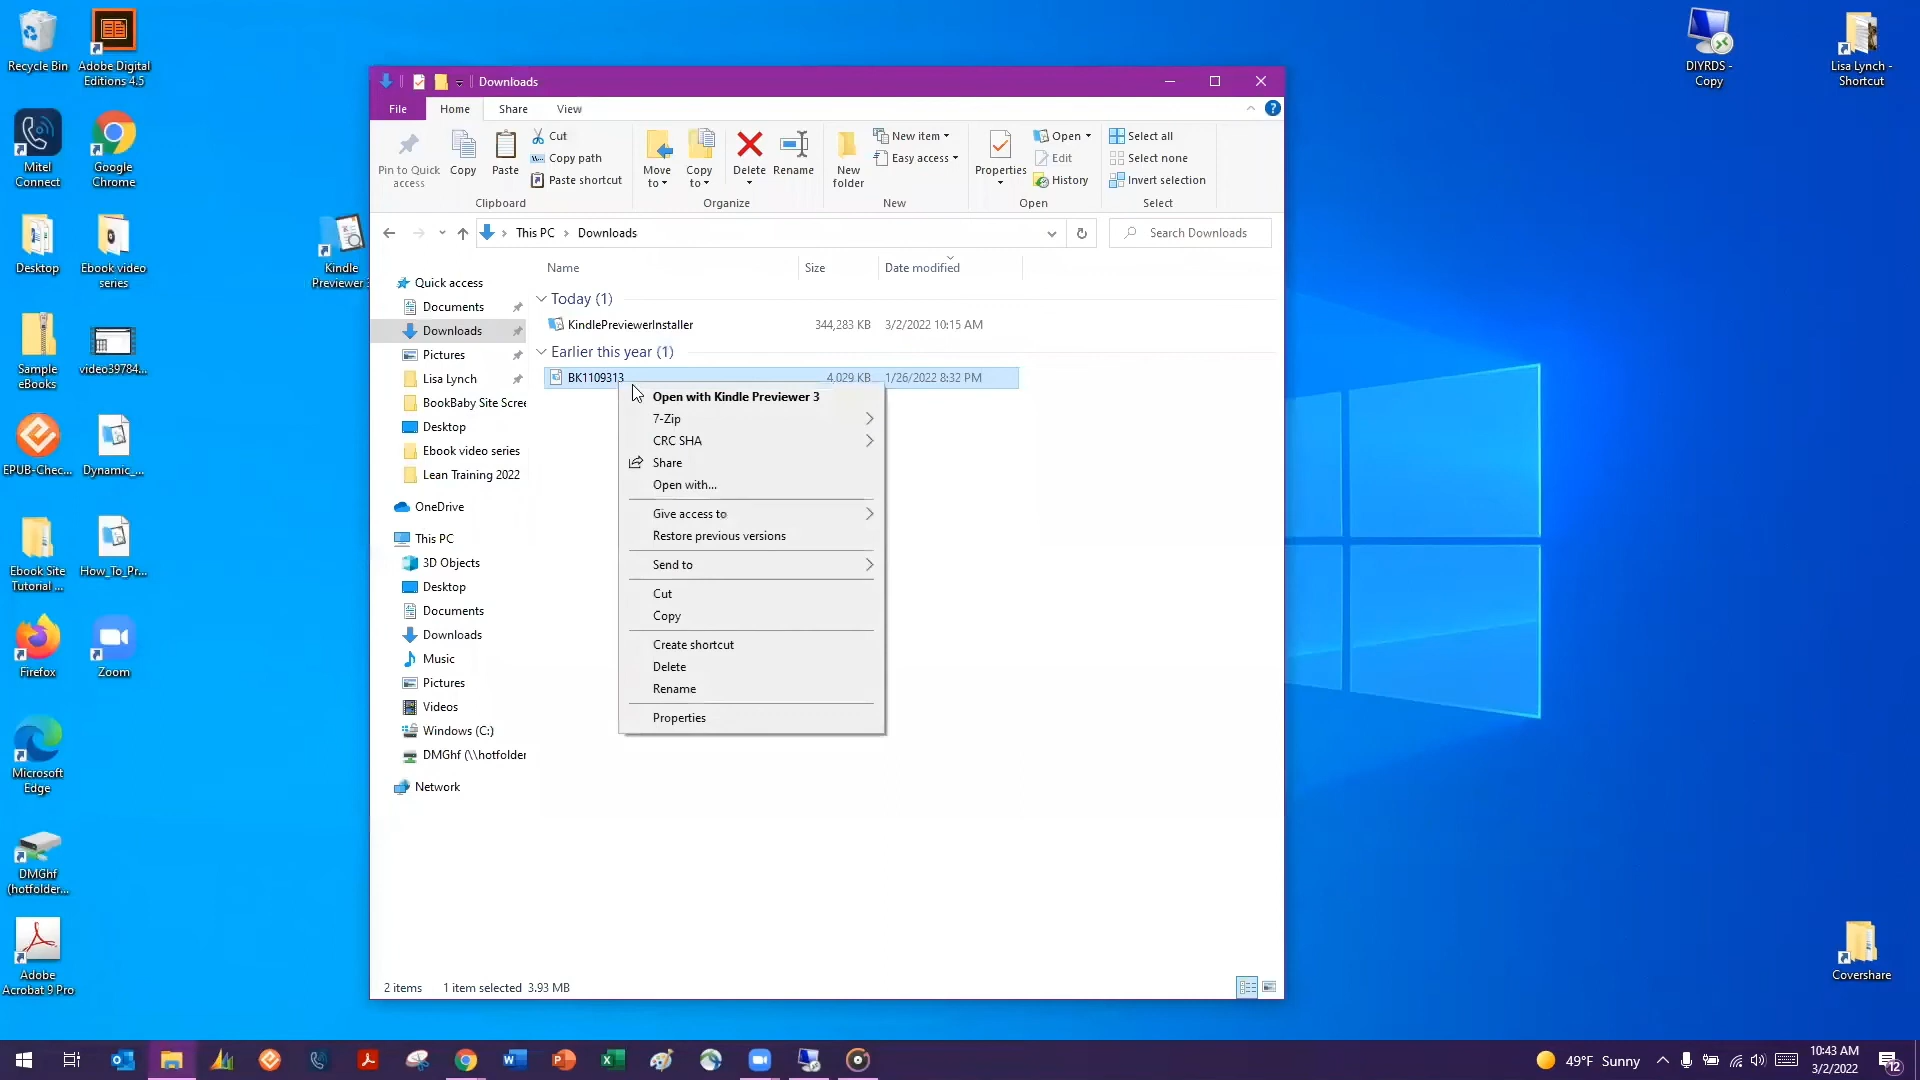 Recycle Bin
Adobe Digital
Editions 4.5
Mitel
Connect
Google
Chrome
Desktop
Ebook video
series
Kindle
Previewer 3
Sample
eBooks
video39784...
EPUB-Chec...
Dynamic_...
Ebook Site
Tutorial ...
How_To_Pr...
Firefox
Zoom
Microsoft
Edge
DMGhf
(hotfolder...
Adobe
Acrobat 9 Pro
DIYRDS -
Copy
Lisa Lynch -
Shortcut
Covershare
Downloads
File
Home
Share
View
Pin to Quick
access
Copy
Paste
Cut
Copy path
Paste shortcut
Clipboard
Move
to
Copy
to
Delete
Rename
Organize
New
folder
New item
Easy access
New
Properties
Open
Edit
History
Open
Select all
Select none
Invert selection
Select
This PC
Downloads
Search Downloads
Quick access
Documents
Downloads
Pictures
Lisa Lynch
BookBaby Site Scree
Desktop
Ebook video series
Lean Training 2022
OneDrive
This PC
3D Objects
Desktop
Documents
Downloads
Music
Pictures
Videos
Windows (C:)
DMGhf (\\hotfolder
Network
Name
Size
Date modified
Today (1)
KindlePreviewerInstaller
344,283 KB
3/2/2022 10:15 AM
Earlier this year (1)
BK1109313
4,029 KB
1/26/2022 8:32 PM
Open with Kindle Previewer 3
7-Zip
CRC SHA
Share
Open with...
Give access to
Restore previous versions
Send to
Cut
Copy
Create shortcut
Delete
Rename
Properties
2 items
1 item selected 3.93 MB
49°F Sunny
10:43 AM
3/2/2022
12